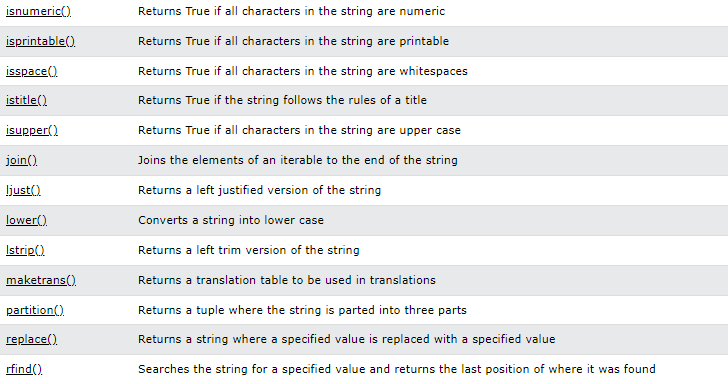 isnumeric() Returns True if all characters in the string are numeric
isprintable() Returns True if all characters in the string are printable
isspace() Returns True if all characters in the string are whitespaces
istitle() Returns True if the string follows the rules of a title
isupper() Returns True if all characters in the string are upper case
join() Joins the elements of an iterable to the end of the string
ljust() Returns a left justified version of the string
lower() Converts a string into lower case
lstrip() Returns a left trim version of the string
maketrans() Returns a translation table to be used in translations
partition() Returns a tuple where the string is parted into three parts
replace() Returns a string where a specified value is replaced with a specified value
rfind() Searches the string for a specified value and returns the last position of where it was found